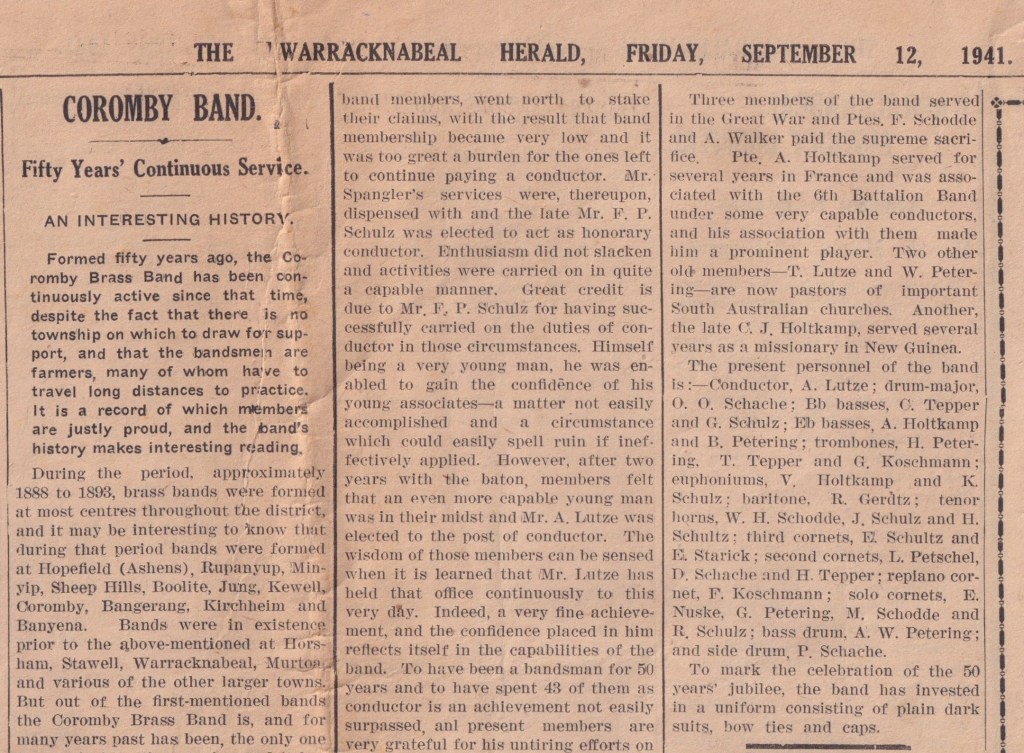 THE WARRACKNABEAL HERALD, FRIDAY, SEPTEMBER 12, 1941.
COROMBY BAND.
Fifty Years' Continuous Service.
AN INTERESTING HISTORY.
Formed fifty years ago, the Co-
romby Brass Band has been con-
tinuously active since that time,
despite the fact that there is no
township on which to draw for sup-
port, and that the bandsmen are
farmers, many of whom have to
travel long distances to practice.
It is a record of which members
are justly proud, and the band's
history makes interesting reading.
During the period, approximately
1888 to 1893, brass bands were formed
at most centres throughout the district,
and it may be interesting to know that
during that period bands were formed
at Hopefield (Ashens), Rupanyup, Min-
yip, Sheep Hills, Boolite, Jung, Kewell,
Coromby, Bangerang, Kirchheim and
Banyena. Bands were in existence
prior to the above-mentioned at Hors-
ham, Stawell, Warracknabeal, Murtoa,
and various of the other larger towns.
But out of the first-mentioned bands
the Coromby Brass Band is, and for
many years past has been, the only one
band members, went north to stake
their claims, with the result that band
membership became very low and it
was too great a burden for the ones left
to continue paying a conductor. Mr.
Spangler's services were, thereupon,
dispensed with and the late Mr. F. P.
Schulz was elected to act as honorary
conductor. Enthusiasm did not slacken
and activities were carried on in quite
a capable manner. Great credit is
due to Mr. F. P. Schulz for having suc-
cessfully carried on the duties of con-
ductor in those circumstances. Himself
being a very young man, he was en-
abled to gain the confidence of his
young associates—a matter not easily
accomplished and a circumstance
which could easily spell ruin if inef-
fectively applied. However, after two
years with the baton, members felt
that an even more capable young man
was in their midst and Mr. A. Lutze was
elected to the post of conductor. The
wisdom of those members can be sensed
when it is learned that Mr. Lutze has
held that office continuously to this
very day. Indeed, a very fine achieve-
ment, and the confidence placed in him
reflects itself in the capabilities of the
band. To have been a bandsman for 50
years and to have spent 43 of them as
conductor is an achievement not easily
surpassed, anl present members are
very grateful for his untiring efforts on
Three members of the band served
in the Great War and Ptes. F. Schodde
and A. Walker paid the supreme sacri-
fice. Pte. A. Holtkamp served for
several years in France and was asso-
ciated with the 6th Battalion Band
under some very capable conductors,
and his association with them made
him a prominent player. Two other
old members—T. Lutze and W. Peter-
ing—are now pastors of important
South Australian churches. Another,
the late C. J. Holtkamp, served several
years as a missionary in New Guinea.
The present personnel of the band
is :—Conductor, A. Lutze; drum-major,
O. O. Schache; Bb basses, C. Tepper
and G. Schulz; Eb basses, A. Holtkamp
and B. Petering; trombones, H. Peter-
ing, T. Tepper and G. Koschmann;
euphoniums, V. Holtkamp and K.
Schulz; baritone, R. Gerdtz; tenor
horns, W. H. Schodde, J. Schulz and H.
Schultz; third cornets, E. Schultz and
E. Starick; second cornets, L. Petschel,
D. Schache and H. Tepper; repiano cor-
net, F. Koschmann; solo cornets, E.
Nuske, G. Petering, M. Schodde and
R. Schulz; bass drum, A. W. Petering;
and side drum, P. Schache.
To mark the celebration of the 50
years' jubilee, the band has invested
in a uniform consisting of plain dark
suits, bow ties and caps.